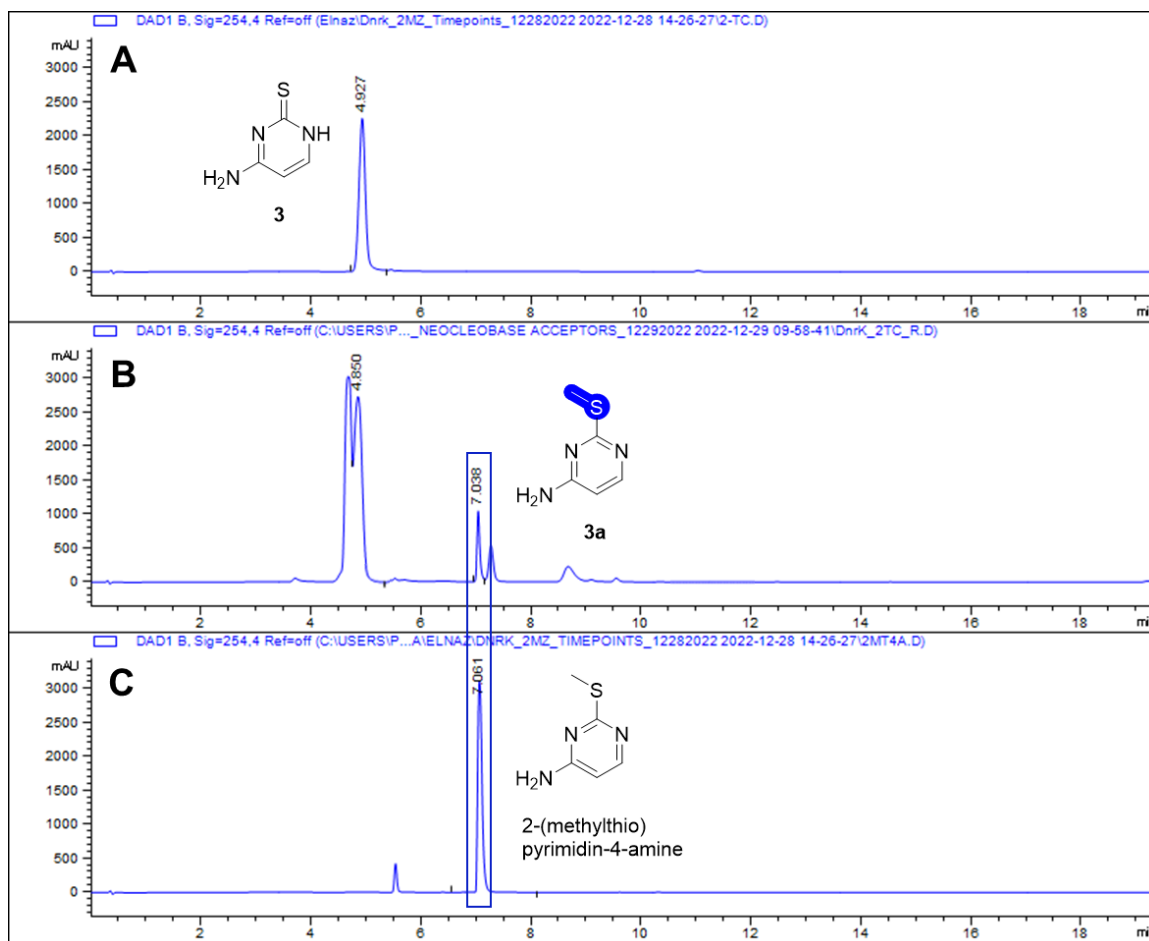 DAD1 B, Sig=254,4 Ref=off (Elnaz\Dnrk_2MZ_Timepoints_12282022 2022-12-28 14-26-27\2-TC.D)
mAU
A
3000
2500
2000
1500
1000
500
0
4.927
S
N
NH
H2N
3
2
4
6
8
10
12
14
16
18
mi
DAD1 B, Sig=254,4 Ref=off (C:\USERS\P..._NEOCLEOBASE ACCEPTORS_12292022 2022-12-29 09-58-41\DnrK_2TC_R.D)
mAU
B
3000
2500
2000
1500
1000
500
0
4.850
7.038
S
N
N
H2N
3a
2
4
6
8
10
12
14
16
18
mi
DAD1 B, Sig=254,4 Ref=off (C:\USERS\P...A\ELNAZ\DNRK_2MZ_TIMEPOINTS_12282022 2022-12-28 14-26-27\2MT4A.D)
mAU
C
3000
2500
2000
1500
1000
500
0
7.061
S
N
N
H2N
2-(methylthio)
pyrimidin-4-amine
2
4
6
8
10
12
14
16
18
mi